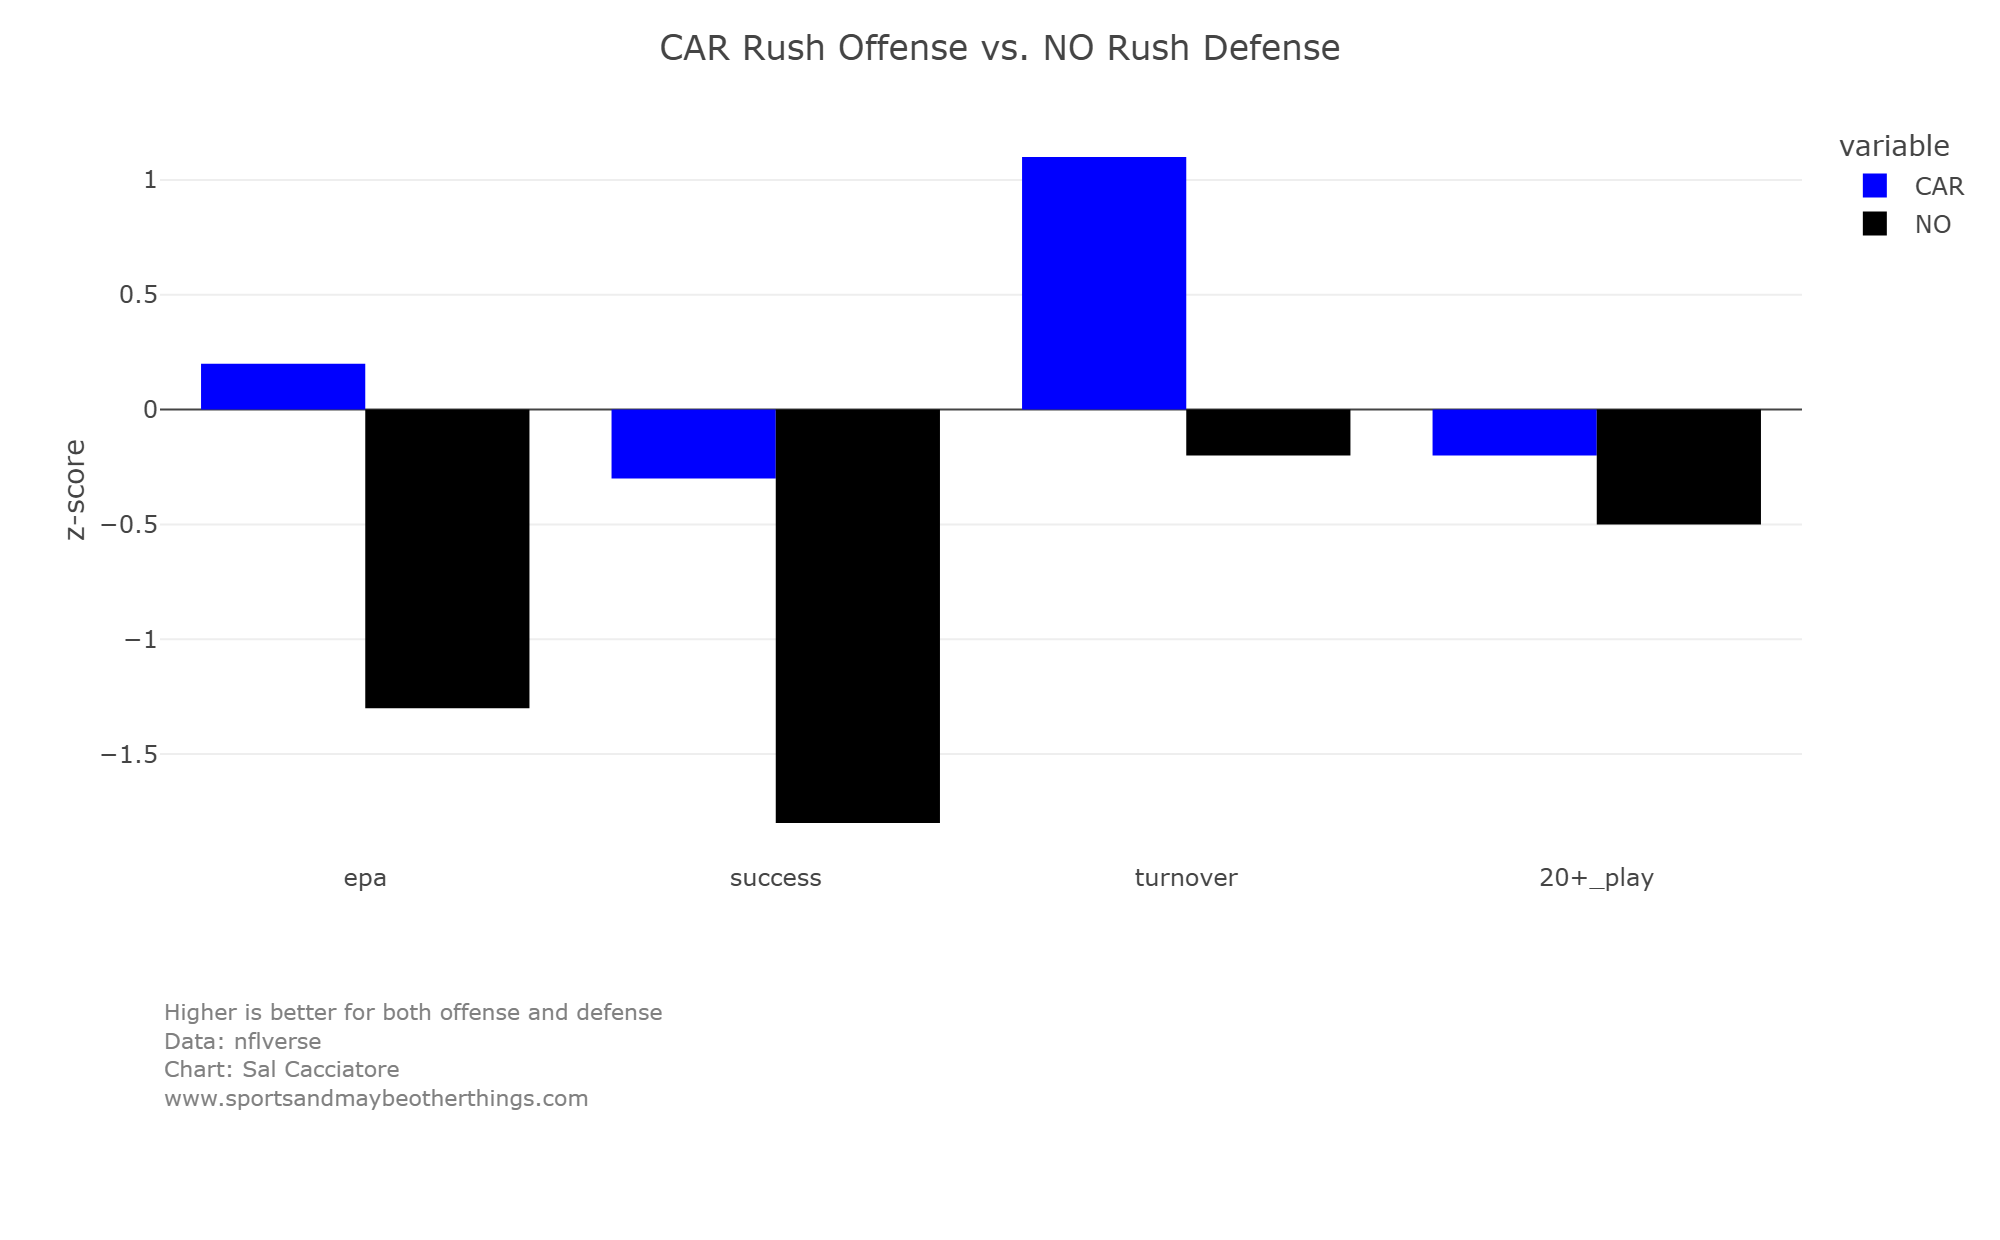 CAR Rush Offense vs. NO Rush Defense
variable
CAR
NO
z-score
1
0.5
0
−0.5
−1
−1.5
epa
success
turnover
20+_play
Higher is better for both offense and defense
Data: nflverse
Chart: Sal Cacciatore
www.sportsandmaybeotherthings.com